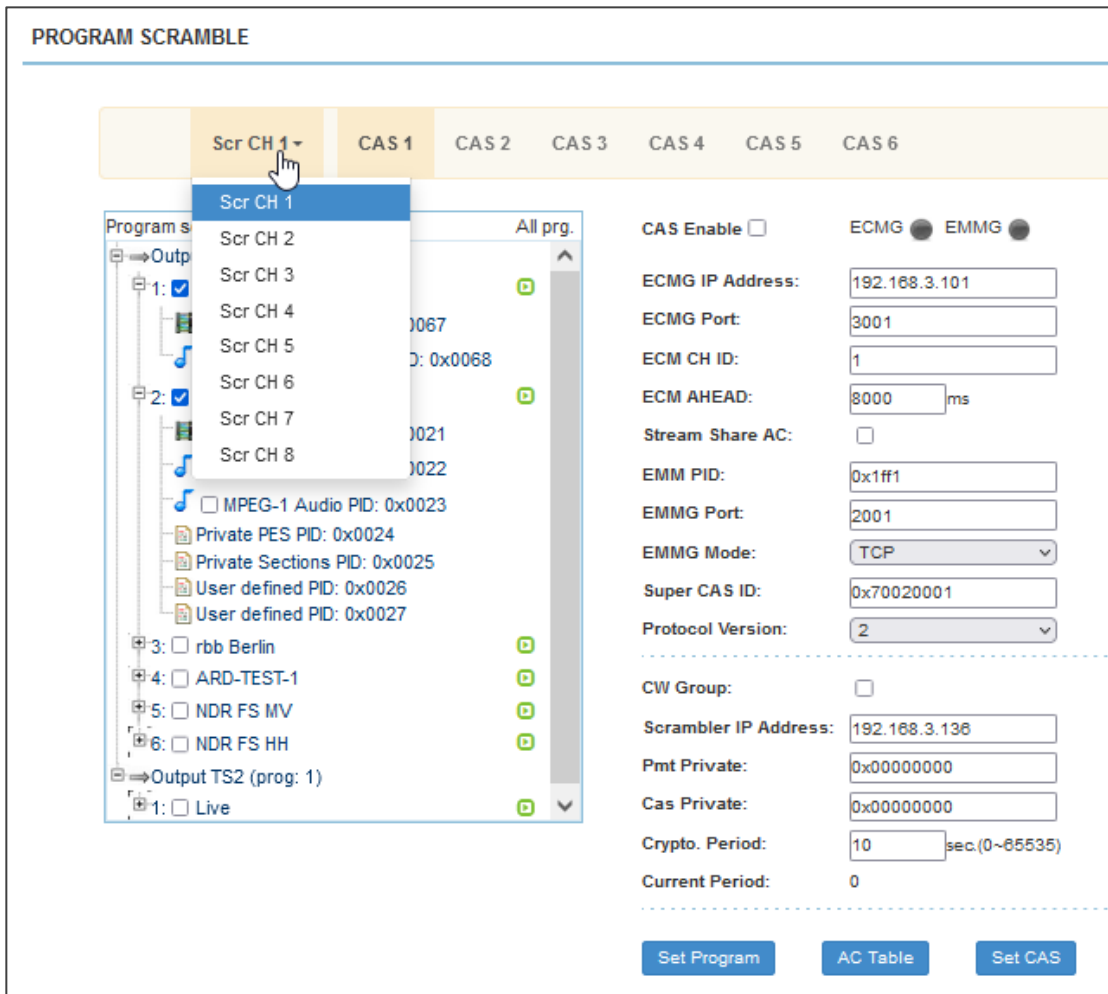 PROGRAM SCRAMBLE
Scr CH 1 CAS 1 CAS 2 CAS 3 CAS 4 CAS 5 CAS 6
Scr CH 1
Scr CH 2
Scr CH 3
Scr CH 4
Scr CH 5
Scr CH 6
Scr CH 7
Scr CH 8
Program s All prg.
⇒Outp
1:
0067
D: 0x0068
2:
0021
0022
MPEG-1 Audio PID: 0x0023
Private PES PID: 0x0024
Private Sections PID: 0x0025
User defined PID: 0x0026
User defined PID: 0x0027
3: rbb Berlin
4: ARD-TEST-1
5: NDR FS MV
6: NDR FS HH
⇒Output TS2 (prog: 1)
1: Live
CAS Enable ECMG EMMG
ECMG IP Address: 192.168.3.101
ECMG Port: 3001
ECM CH ID: 1
ECM AHEAD: 8000 ms
Stream Share AC:
EMM PID: 0x1ff1
EMMG Port: 2001
EMMG Mode: TCP
Super CAS ID: 0x70020001
Protocol Version: 2
CW Group:
Scrambler IP Address: 192.168.3.136
Pmt Private: 0x00000000
Cas Private: 0x00000000
Crypto. Period: 10 sec.(0~65535)
Current Period: 0
Set Program AC Table Set CAS